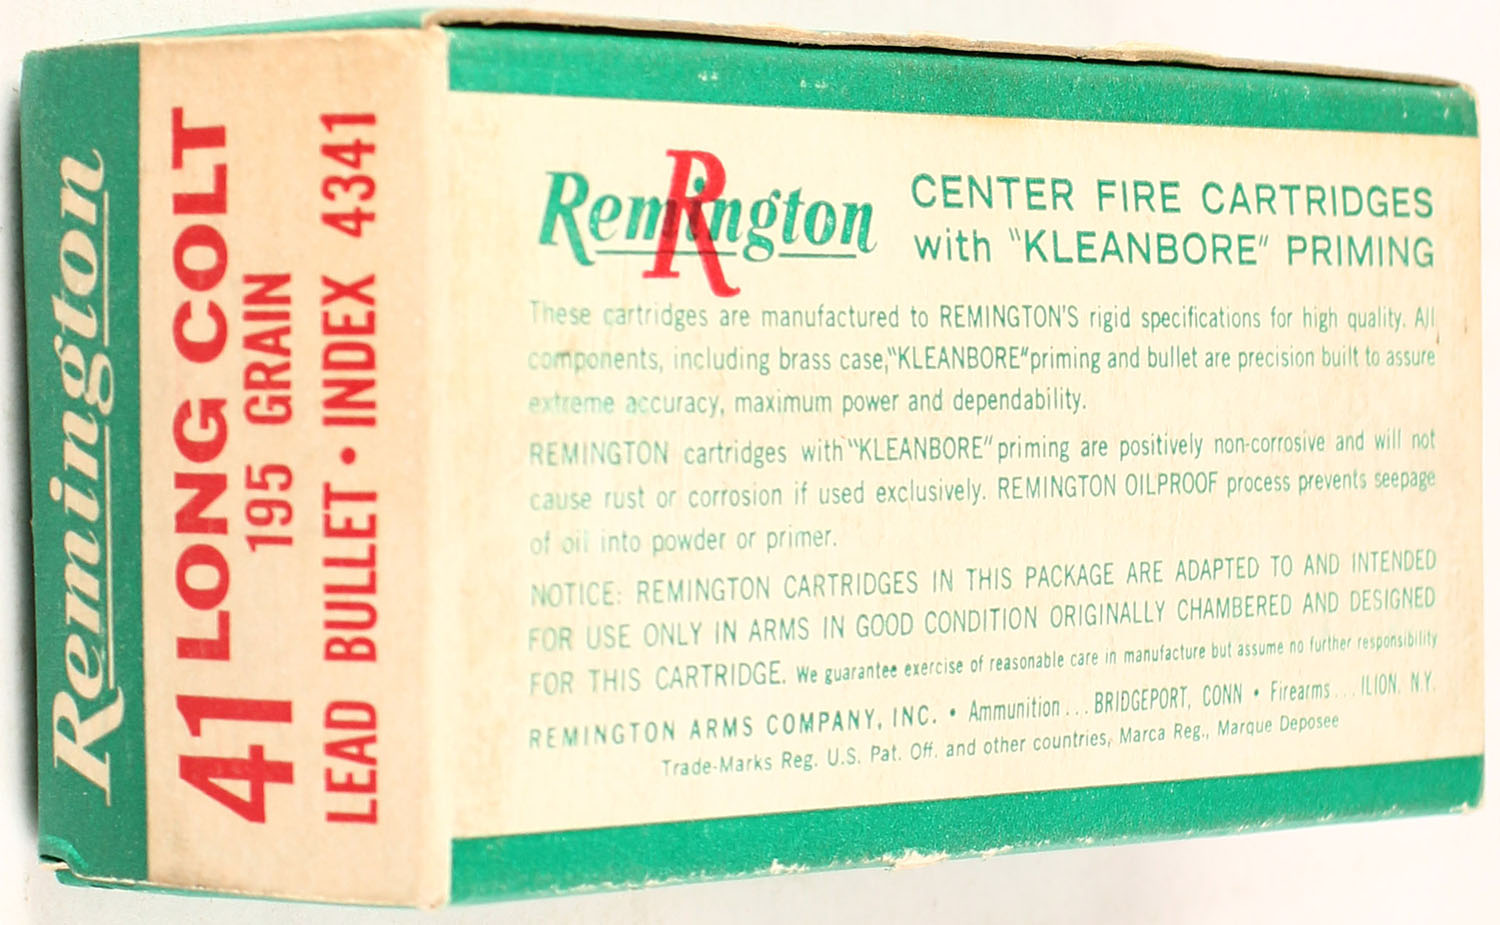 Remington
41 LONG COLT
195 GRAIN
LEAD BULLET • INDEX 4341
Remington
CENTER FIRE CARTRIDGES
with "KLEANBORE" PRIMING
These cartridges are manufactured to REMINGTON'S rigid specifications for high quality. All
components, including brass case, "KLEANBORE" priming and bullet are precision built to assure
extreme accuracy, maximum power and dependability.
REMINGTON cartridges with "KLEANBORE" priming are positively non-corrosive and will not
cause rust or corrosion if used exclusively. REMINGTON OILPROOF process prevents seepage
of oil into powder or primer.
NOTICE: REMINGTON CARTRIDGES IN THIS PACKAGE ARE ADAPTED TO AND INTENDED
FOR USE ONLY IN ARMS IN GOOD CONDITION ORIGINALLY CHAMBERED AND DESIGNED
FOR THIS CARTRIDGE. We guarantee exercise of reasonable care in manufacture but assume no further responsibility
REMINGTON ARMS COMPANY, INC. • Ammunition... BRIDGEPORT, CONN • Firearms... ILION, N.Y.
Trade-Marks Reg. U.S. Pat. Off. and other countries, Marca Reg., Marque Deposee